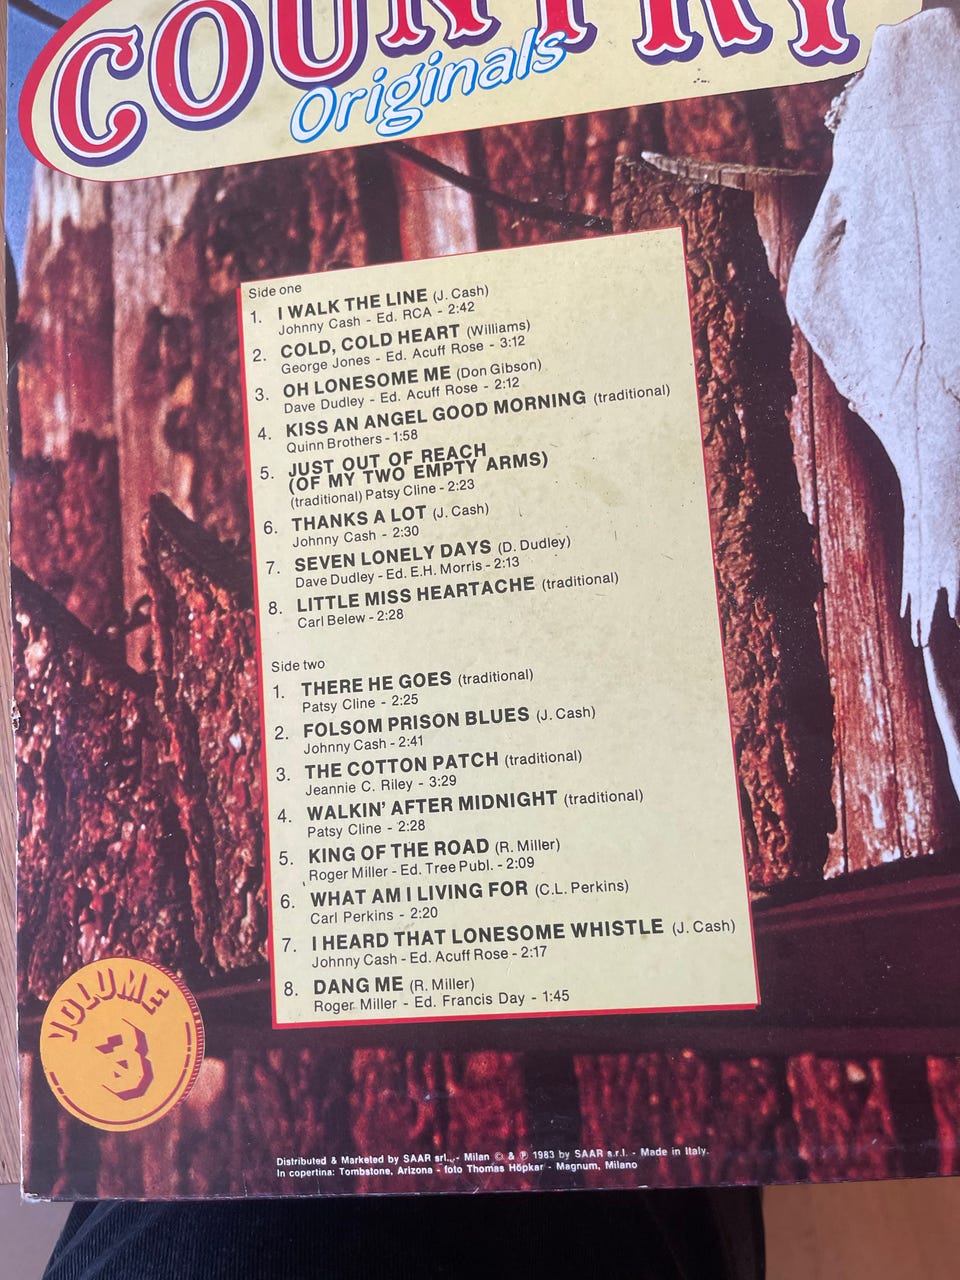 COUNTRY
Originals
Side one
1. I WALK THE LINE (J. Cash)
Johnny Cash - Ed. RCA - 2:42
2. COLD, COLD HEART (Williams)
George Jones - Ed. Acuff Rose - 3:12
3. OH LONESOME ME (Don Gibson)
Dave Dudley - Ed. Acuff Rose - 2:12
4. KISS AN ANGEL GOOD MORNING (traditional)
Quinn Brothers - 1:58
5. JUST OUT OF REACH
(OF MY TWO EMPTY ARMS)
(traditional) Patsy Cline - 2:23
6. THANKS A LOT (J. Cash)
Johnny Cash - 2:30
7. SEVEN LONELY DAYS (D. Dudley)
Dave Dudley - Ed. E.H. Morris - 2:13
8. LITTLE MISS HEARTACHE (traditional)
Carl Belew - 2:28
Side two
1. THERE HE GOES (traditional)
Patsy Cline - 2:25
2. FOLSOM PRISON BLUES (J. Cash)
Johnny Cash - 2:41
3. THE COTTON PATCH (traditional)
Jeannie C. Riley - 3:29
4. WALKIN' AFTER MIDNIGHT (traditional)
Patsy Cline - 2:28
5. KING OF THE ROAD (R. Miller)
Roger Miller - Ed. Tree Publ. - 2:09
6. WHAT AM I LIVING FOR (C.L. Perkins)
Carl Perkins - 2:20
7. I HEARD THAT LONESOME WHISTLE (J. Cash)
Johnny Cash - Ed. Acuff Rose - 2:17
8. DANG ME (R. Miller)
Roger Miller - Ed. Francis Day - 1:45
VOLUME
3
Distributed & Marketed by SAAR srl. - Milan © & ℗ 1983 by SAAR s.r.l. - Made in Italy.
In copertina: Tombstone, Arizona - foto Thomas Höpkar - Magnum, Milano